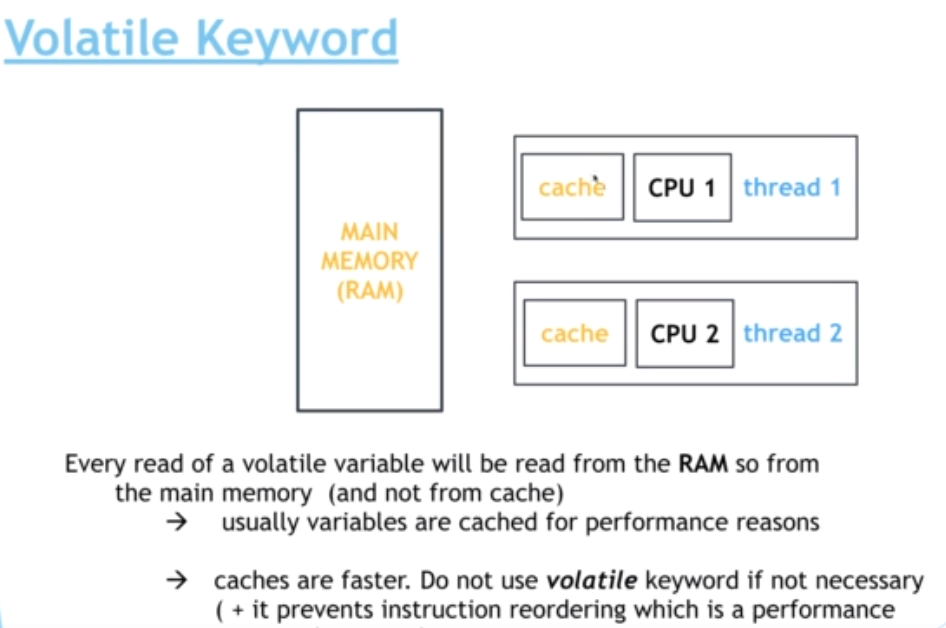 Volatile Keyword
MAIN
MEMORY
(RAM)
cache
CPU 1
thread 1
cache
CPU 2
thread 2
Every read of a volatile variable will be read from the RAM so from
the main memory (and not from cache)
→ usually variables are cached for performance reasons
→ caches are faster. Do not use volatile keyword if not necessary
( + it prevents instruction reordering which is a performance